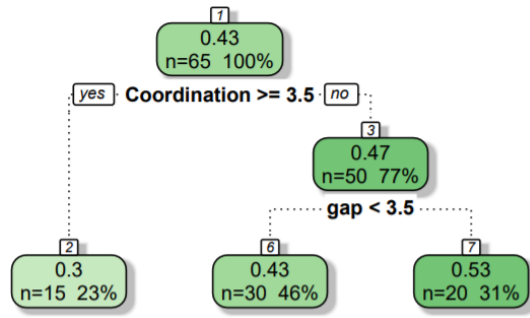 1
0.43
n=65 100%
yes Coordination >= 3.5 no
3
0.47
n=50 77%
gap < 3.5
2
0.3
n=15 23%
6
0.43
n=30 46%
7
0.53
n=20 31%